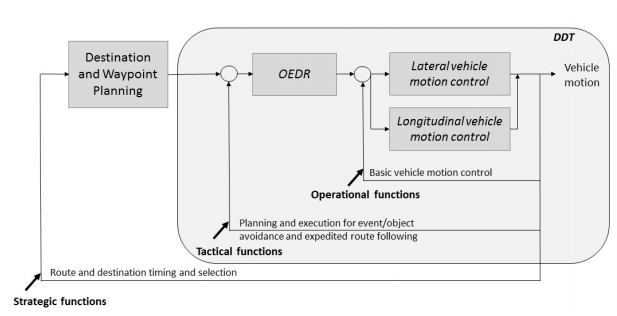 DDT
Destination
and Waypoint
Planning
OEDR
Lateral vehicle
motion control
Vehicle
motion
Longitudinal vehicle
motion control
Basic vehicle motion control
Operational functions
Planning and execution for event/object
avoidance and expedited route following
Tactical functions
Route and destination timing and selection
Strategic functions